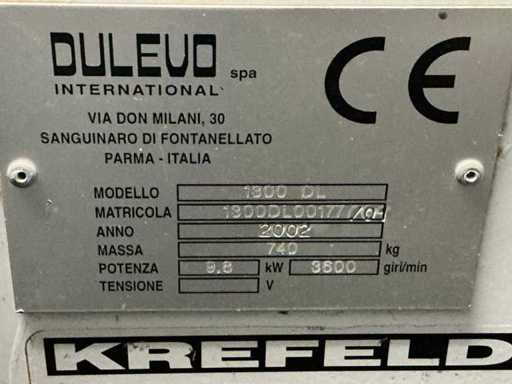 DULEVO spa
INTERNATIONAL
CE
VIA DON MILANI, 30
SANGUINARO DI FONTANELLATO
PARMA - ITALIA
MODELLO 1300 DL
MATRICOLA
ANNO 2002
MASSA 740 kg
POTENZA 9.8 kW 3600 giri/min
TENSIONE V
KREFELD